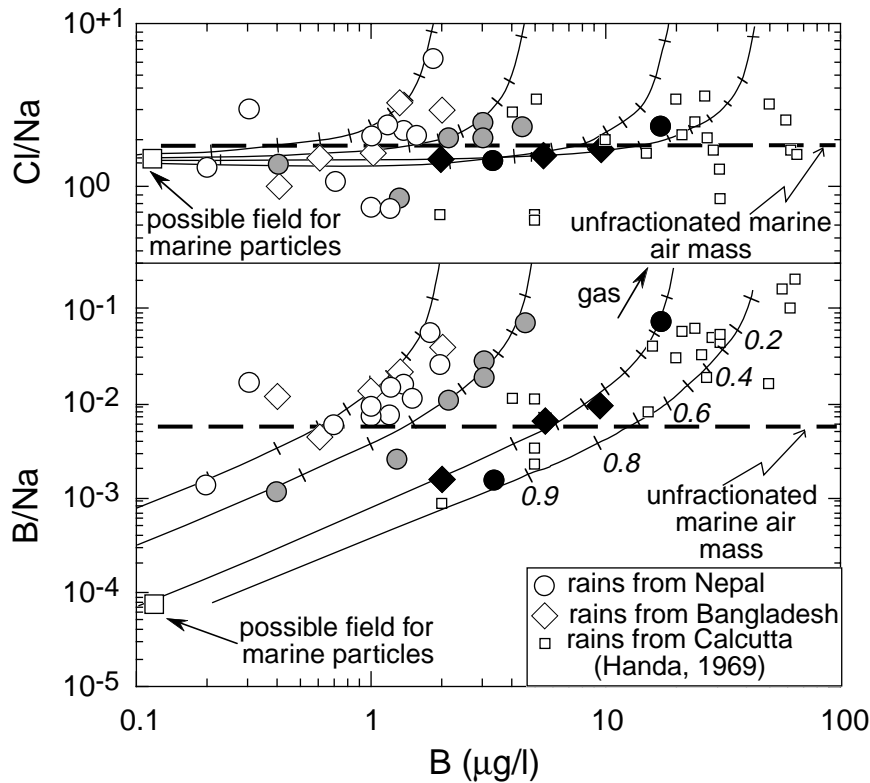 10+1
Cl/Na
10^0
possible field for
marine particles
unfractionated marine
air mass
10-1
gas
0.2
10-2
0.4
0.6
B/Na
0.8
10-3
0.9
unfractionated
marine air
mass
10-4
possible field for
marine particles
rains from Nepal
rains from Bangladesh
rains from Calcutta
(Handa, 1969)
10-5
0.1
1
10
100
B (µg/l)